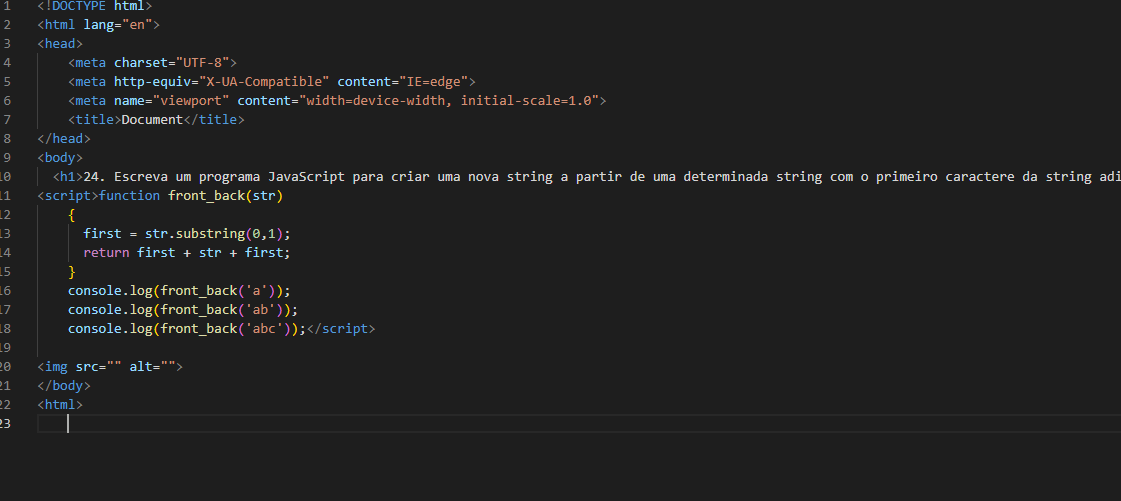 1 <!DOCTYPE html>
2 <html lang="en">
3 <head>
4     <meta charset="UTF-8">
5     <meta http-equiv="X-UA-Compatible" content="IE=edge">
6     <meta name="viewport" content="width=device-width, initial-scale=1.0">
7     <title>Document</title>
8 </head>
9 <body>
10   <h1>24. Escreva um programa JavaScript para criar uma nova string a partir de uma determinada string com o primeiro caractere da string adi
11 <script>function front_back(str)
12     {
13       first = str.substring(0,1);
14       return first + str + first;
15     }
16     console.log(front_back('a'));
17     console.log(front_back('ab'));
18     console.log(front_back('abc'));</script>
19
20 <img src="" alt="">
21 </body>
22 <html>
23